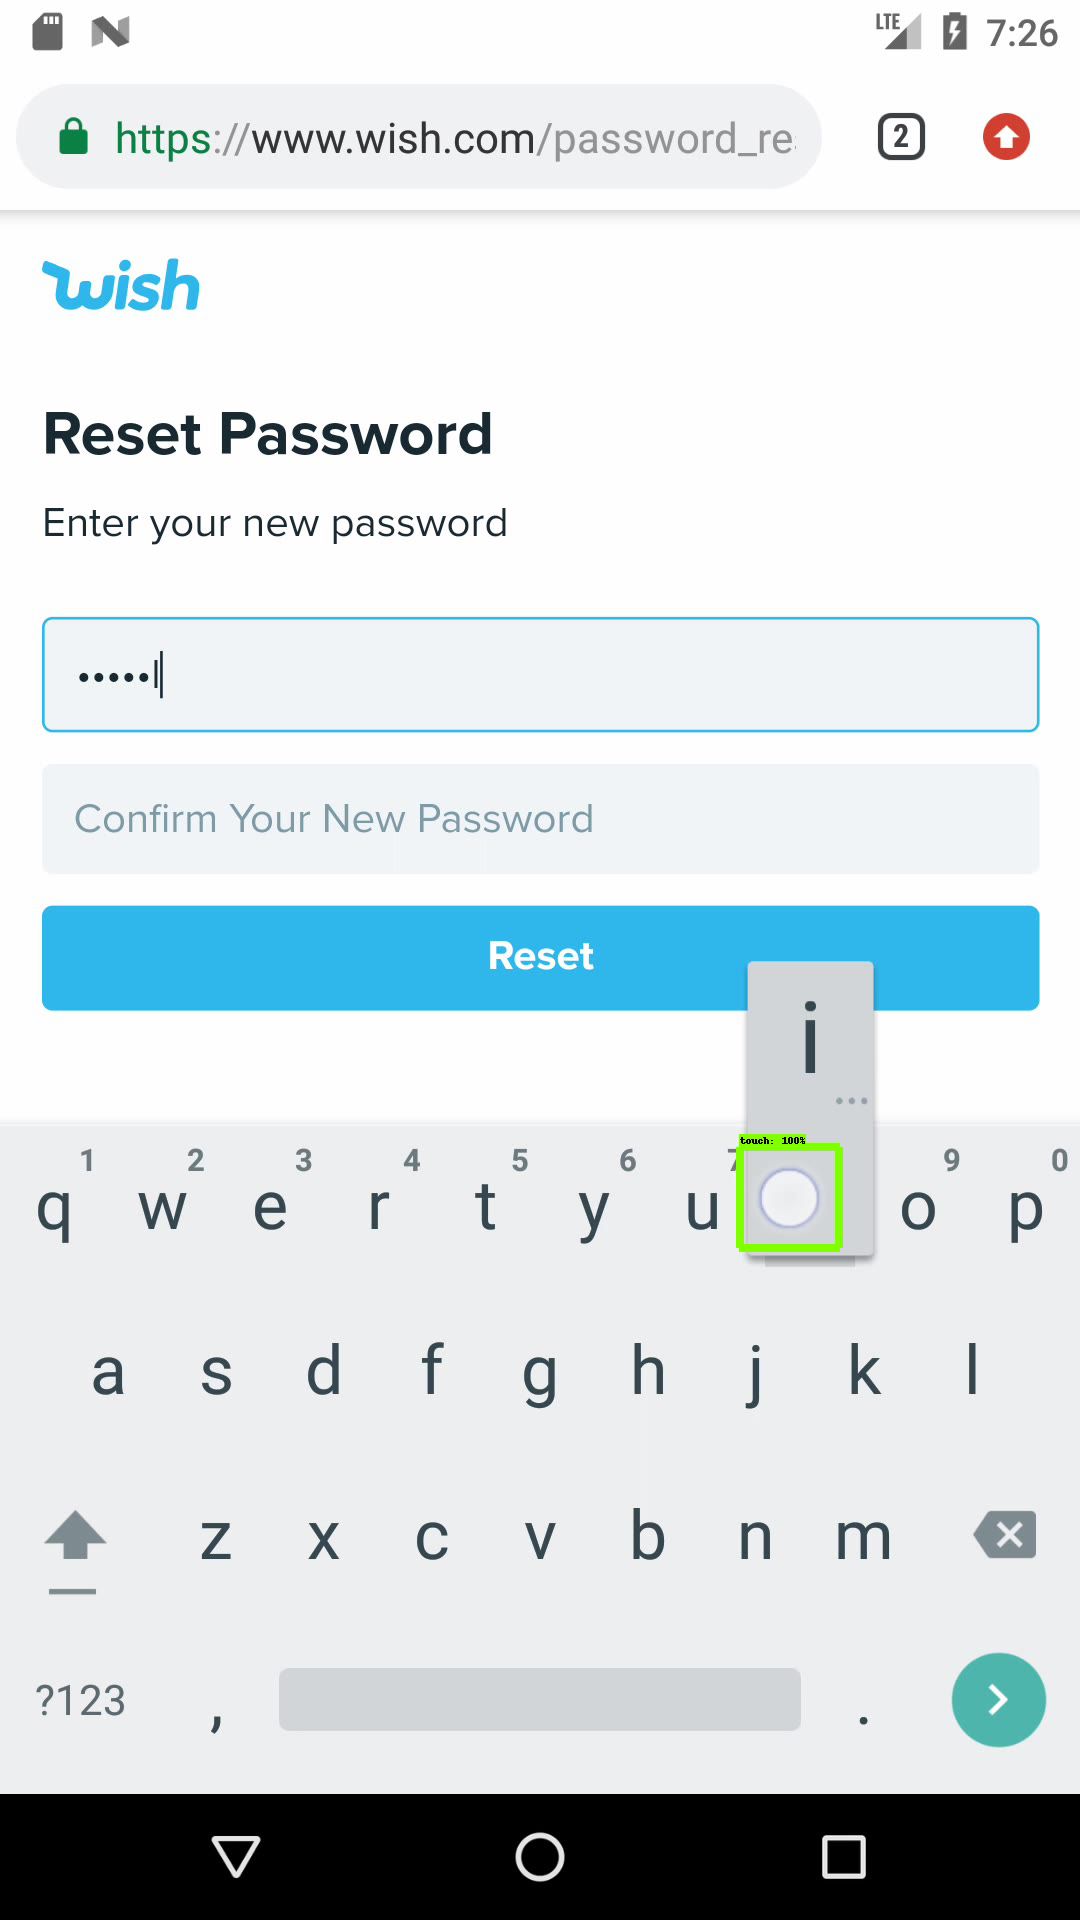 LTE 7:26
https://www.wish.com/password_re
2
wish
Reset Password
Enter your new password
•••••l
Confirm Your New Password
Reset
i
...
touch: 100%
1 2 3 4 5 6 7 9 0
q w e r t y u o p
a s d f g h j k l
z x c v b n m
?123 , .